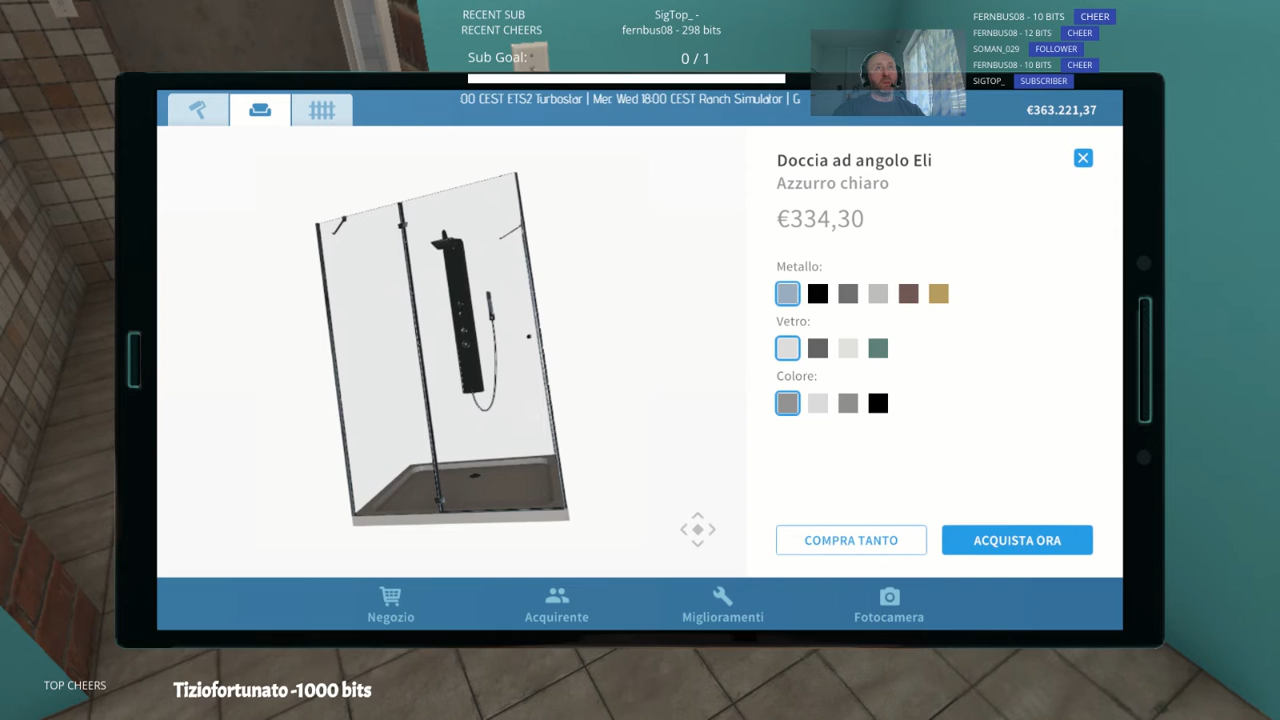 RECENT SUB
SigTop_ -
RECENT CHEERS
fernbus08 - 298 bits
Sub Goal:
0 / 1
FERNBUS08 - 10 BITS CHEER
FERNBUS08 - 12 BITS CHEER
SOMAN_029 FOLLOWER
FERNBUS08 - 10 BITS CHEER
SIGTOP_ SUBSCRIBER
00 CEST ETS2 Turbostar | Mer. Wed 18:00 CEST Ranch Simulator | G
€363.221,37
Doccia ad angolo Eli
Azzurro chiaro
€334,30
Metallo:
Vetro:
Colore:
COMPRA TANTO
ACQUISTA ORA
Negozio
Acquirente
Miglioramenti
Fotocamera
TOP CHEERS
Tiziofortunato -1000 bits